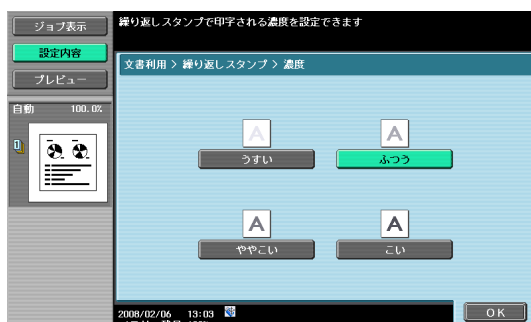 ジョブ表示
設定内容
プレビュー
繰り返しスタンプで印字される濃度を設定できます
文書利用 > 繰り返しスタンプ > 濃度
自動 100.0%
1
A
A
うすい
ふつう
A
A
ややこい
こい
2008/02/06 13:03
OK